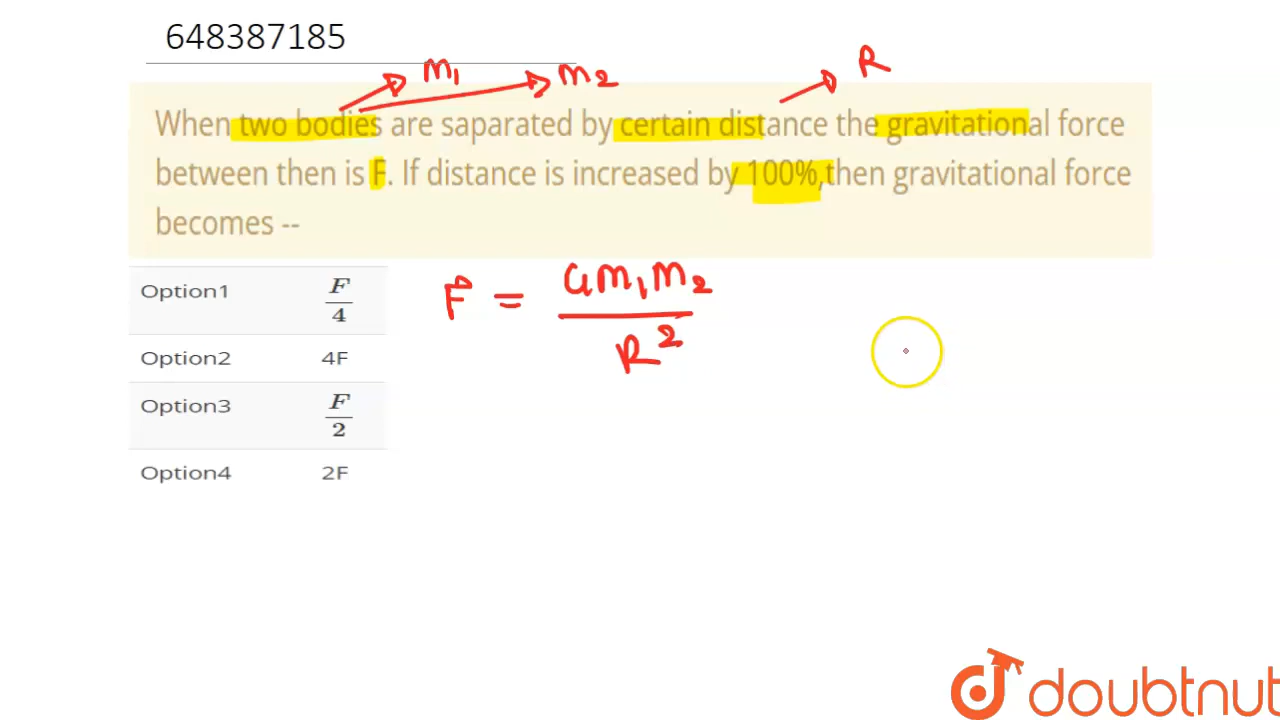 648387185
m1 m2 R
When two bodies are saparated by certain distance the gravitational force
between then is F. If distance is increased by 100%,then gravitational force
becomes --
Option1 F/4
F = Gm1m2/R2
Option2 4F
Option3 F/2
Option4 2F
doubtnut